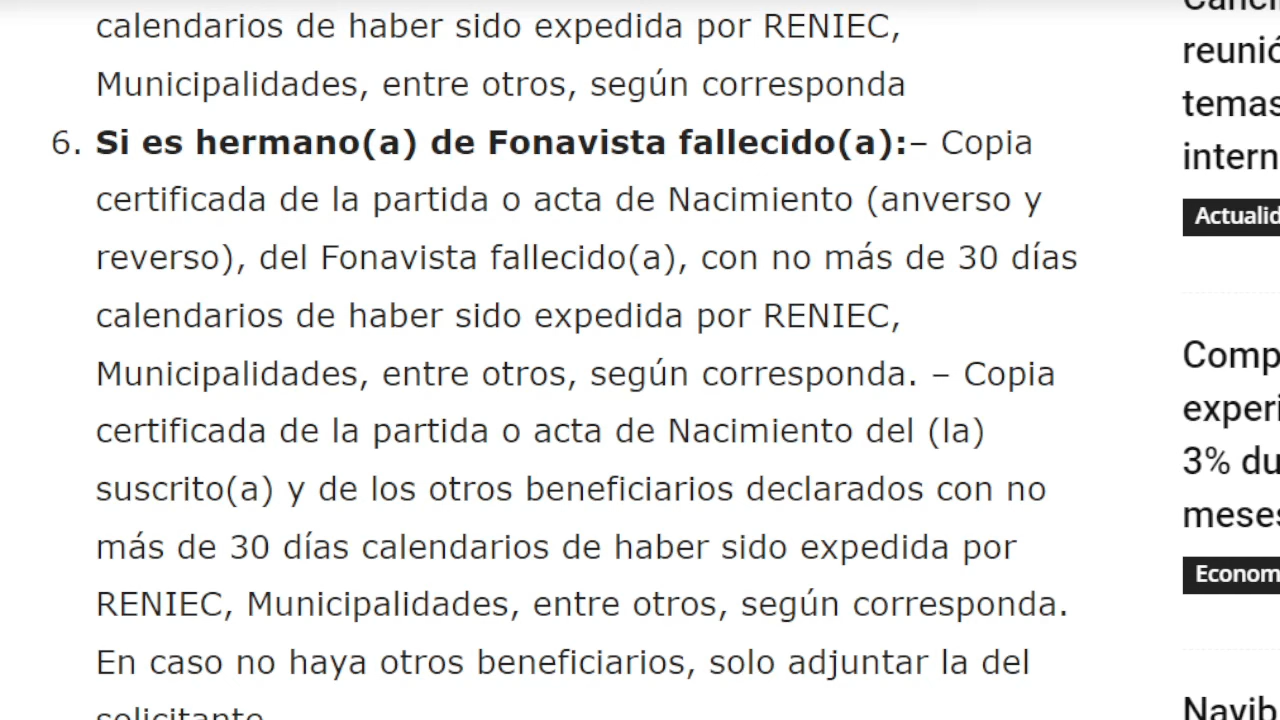 calendarios de haber sido expedida por RENIEC,
Municipalidades, entre otros, según corresponda
6. Si es hermano(a) de Fonavista fallecido(a):– Copia
certificada de la partida o acta de Nacimiento (anverso y
reverso), del Fonavista fallecido(a), con no más de 30 días
calendarios de haber sido expedida por RENIEC,
Municipalidades, entre otros, según corresponda. – Copia
certificada de la partida o acta de Nacimiento del (la)
suscrito(a) y de los otros beneficiarios declarados con no
más de 30 días calendarios de haber sido expedida por
RENIEC, Municipalidades, entre otros, según corresponda.
En caso no haya otros beneficiarios, solo adjuntar la del
solicitante
reunió
temas
intern
Actualid
Comp
experi
3% du
meses
Econom
Navib